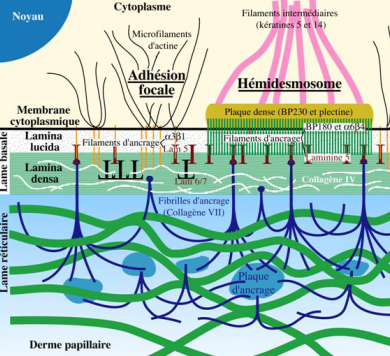 Cytoplasme
Noyau
Filaments intermédiaires
(kératines 5 et 14)
Microfilaments
d'actine
Adhésion
focale
Hémidesmosome
Membrane
cytoplasmique
Plaque dense (BP230 et plectine)
BP180 et α6β4
Lame basale
Lamina
lucida
Filaments d'ancrage
α3β1
Lam 5
Filaments d'ancrage
Laminine 5
Lamina
densa
Lam 6/7
Collagène IV
Fibrilles d'ancrage
(Collagène VII)
Lame réticulaire
Plaque
d'ancrage
Derme papillaire